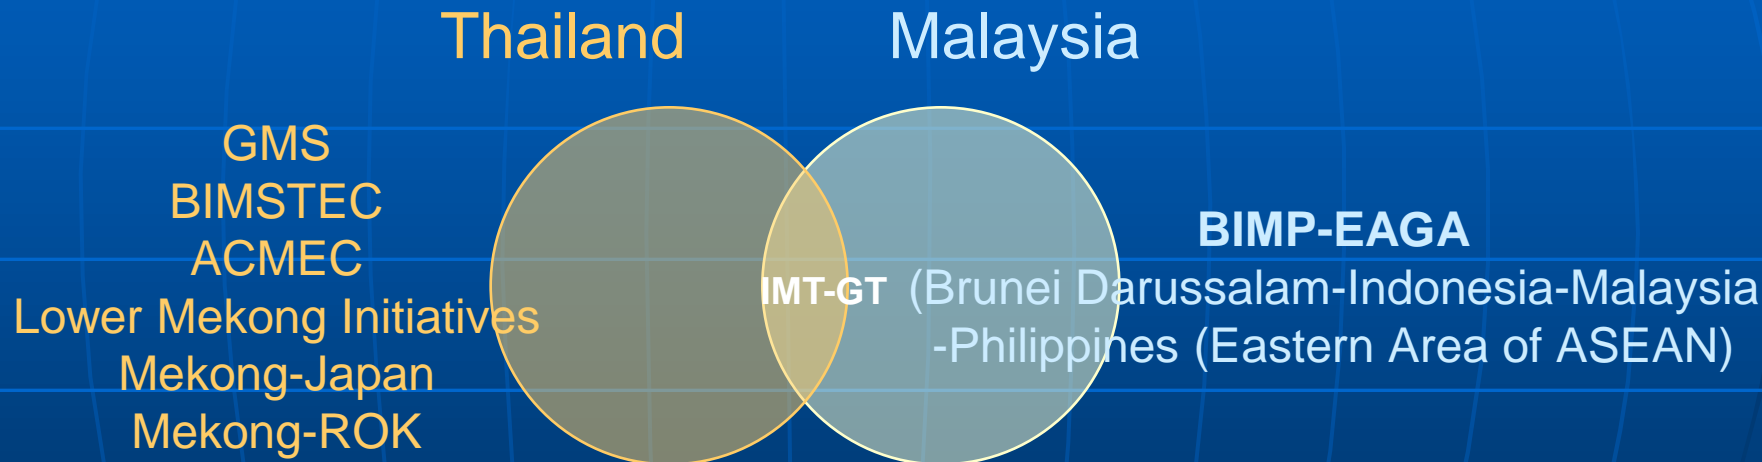 Thailand
Malaysia
GMS
BIMSTEC
ACMEC
Lower Mekong Initiatives
Mekong-Japan
Mekong-ROK
IMT-GT
BIMP-EAGA
(Brunei Darussalam-Indonesia-Malaysia
-Philippines (Eastern Area of ASEAN)